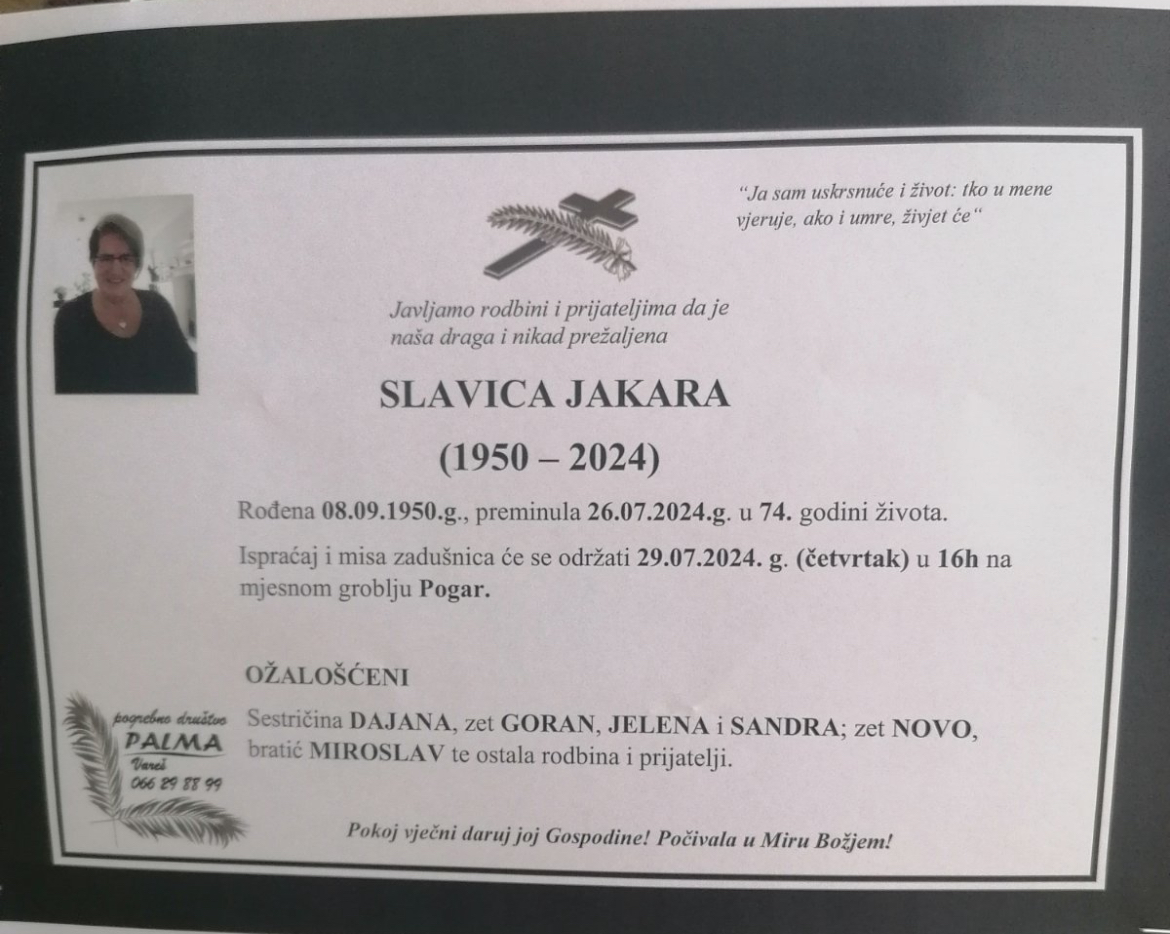 “Ja sam uskrsnuće i život: tko u mene
vjeruje, ako i umre, živjet će“
Javljamo rodbini i prijateljima da je
naša draga i nikad prežaljena
SLAVICA JAKARA
(1950 – 2024)
Rođena 08.09.1950.g., preminula 26.07.2024.g. u 74. godini života.
Ispraćaj i misa zadušnica će se održati 29.07.2024. g. (četvrtak) u 16h na
mjesnom groblju Pogar.
OŽALOŠĆENI
Sestričina DAJANA, zet GORAN, JELENA i SANDRA; zet NOVO,
bratić MIROSLAV te ostala rodbina i prijatelji.
pogrebno društvo
PALMA
Vareš
066 29 88 99
Pokoj vječni daruj joj Gospodine! Počivala u Miru Božjem!